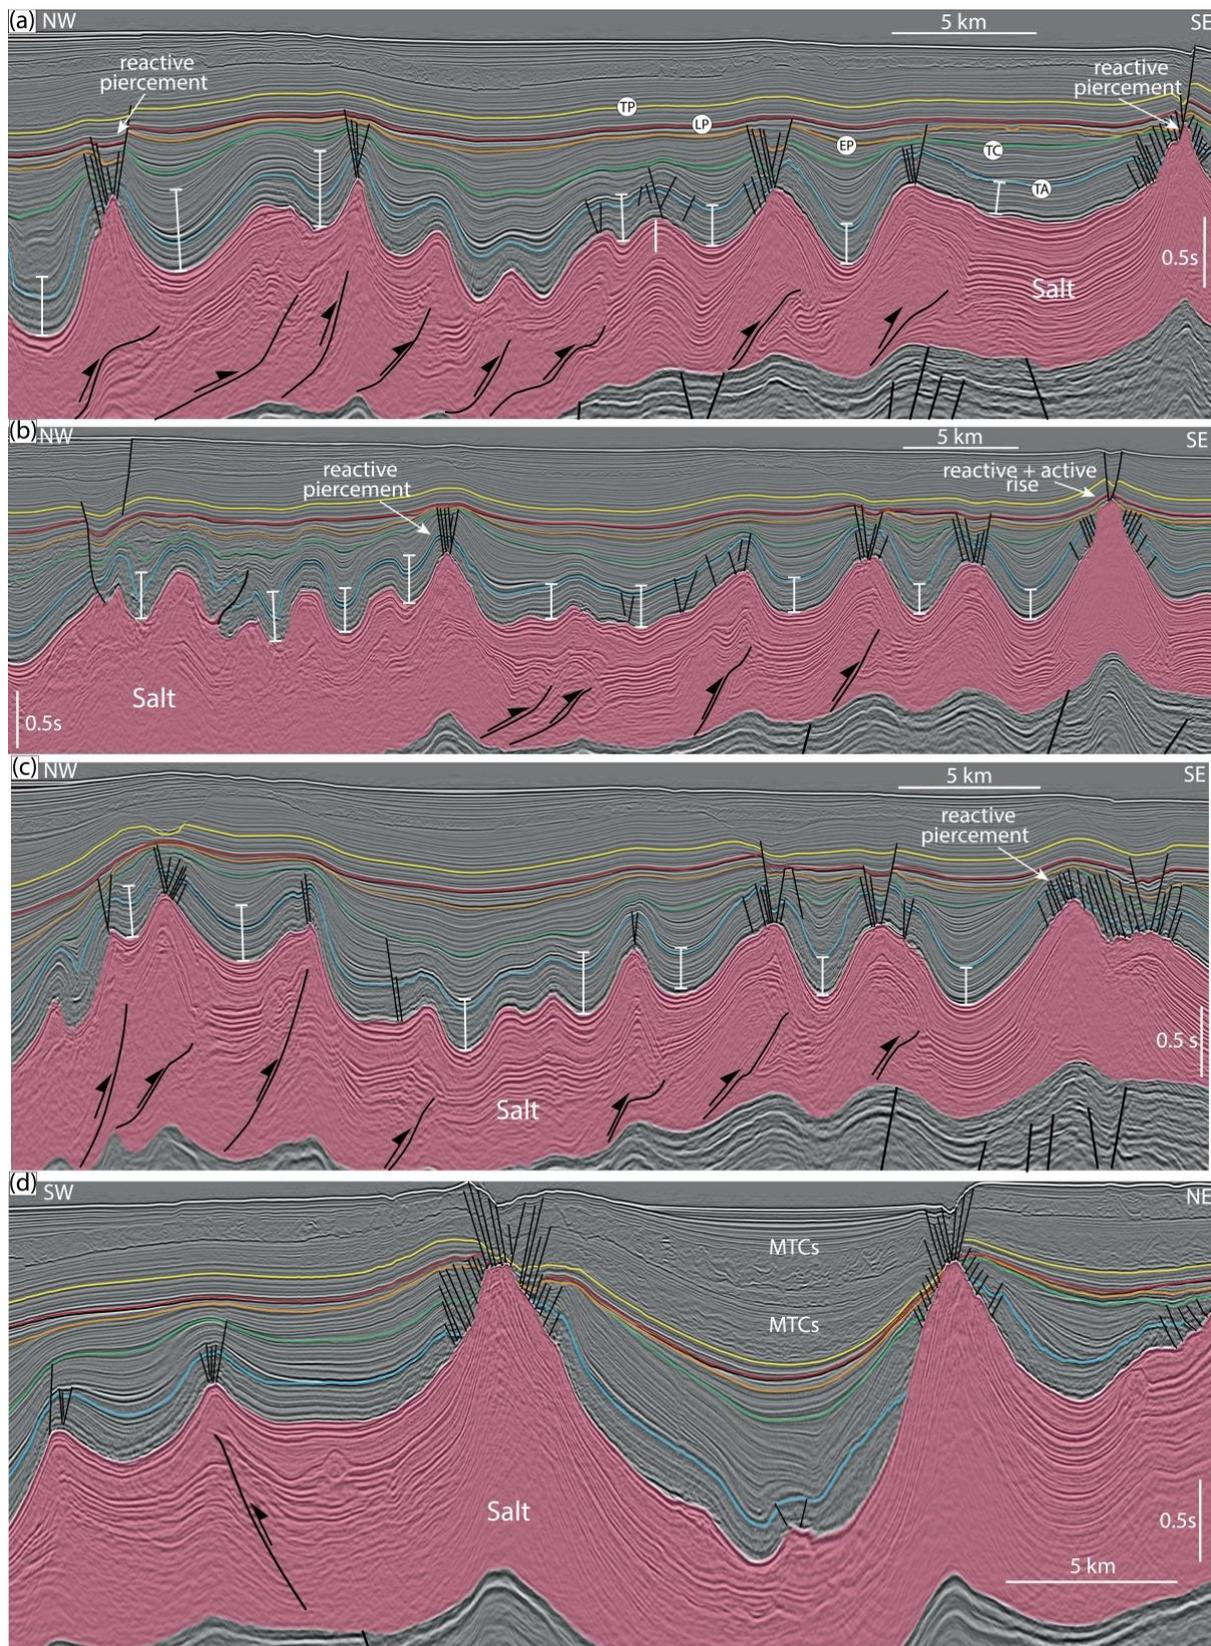 (a) NW
5 km
SE
reactive
piercement
reactive
piercement
TP
LP
EP
TC
TA
0.5s
Salt
(b) NW
5 km
SE
reactive
piercement
reactive + active
rise
Salt
0.5s
(c) NW
5 km
SE
reactive
piercement
0.5 s
Salt
(d)
SW
NE
MTCs
MTCs
Salt
0.5s
5 km